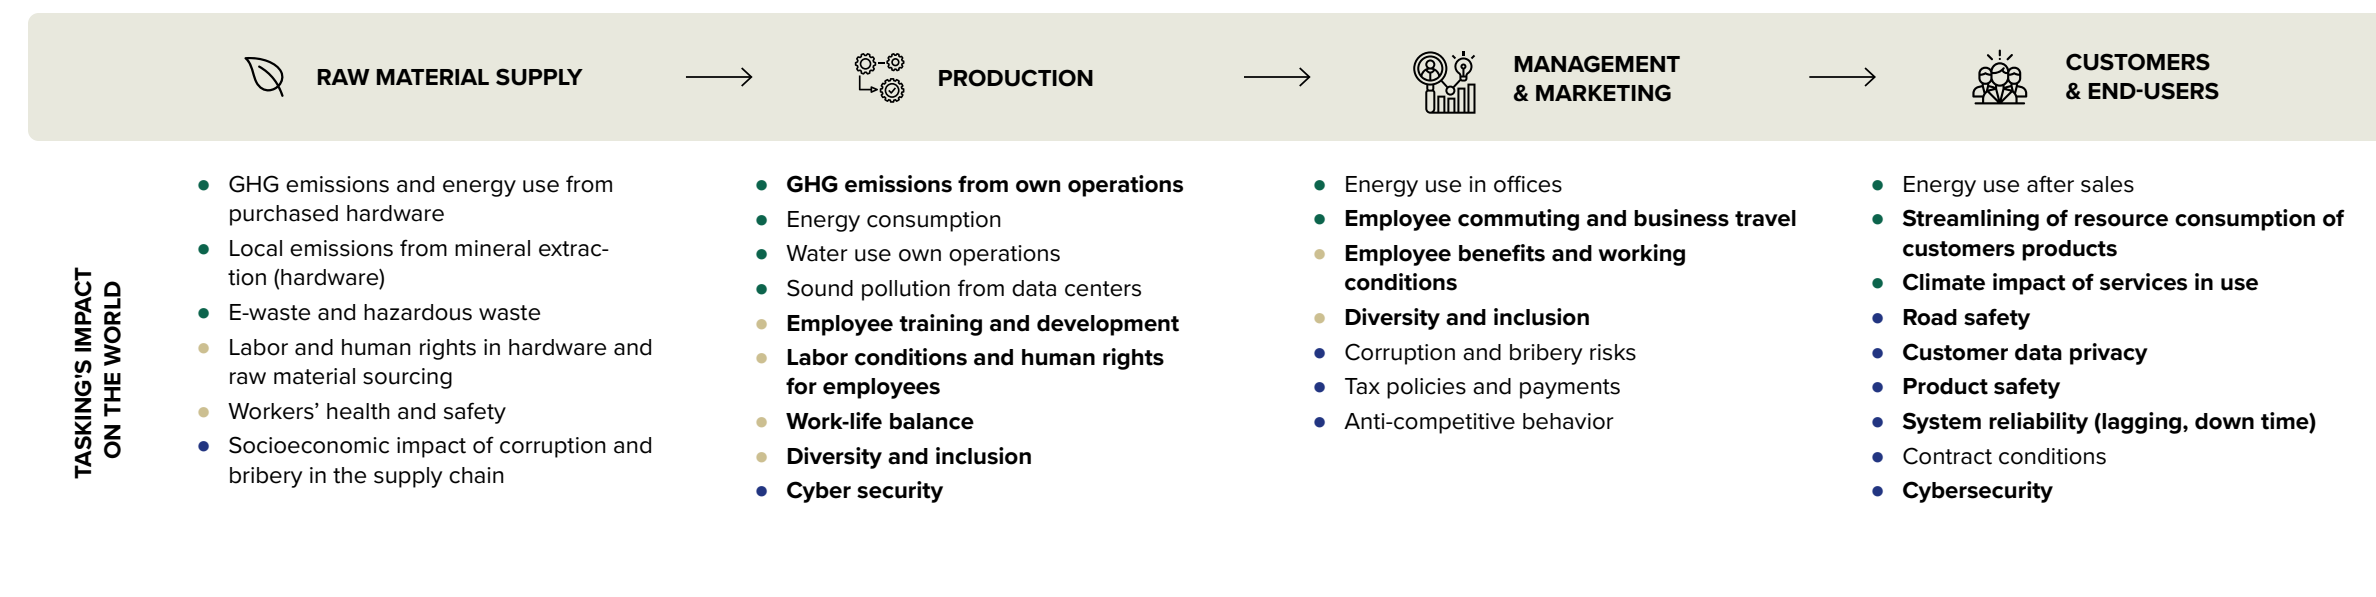 RAW MATERIAL SUPPLY
PRODUCTION
MANAGEMENT
& MARKETING
CUSTOMERS
& END-USERS
TASKING'S IMPACT
ON THE WORLD
GHG emissions and energy use from
purchased hardware
Local emissions from mineral extrac-
tion (hardware)
E-waste and hazardous waste
Labor and human rights in hardware and
raw material sourcing
Workers’ health and safety
Socioeconomic impact of corruption and
bribery in the supply chain
GHG emissions from own operations
Energy consumption
Water use own operations
Sound pollution from data centers
Employee training and development
Labor conditions and human rights
for employees
Work-life balance
Diversity and inclusion
Cyber security
Energy use in offices
Employee commuting and business travel
Employee benefits and working
conditions
Diversity and inclusion
Corruption and bribery risks
Tax policies and payments
Anti-competitive behavior
Energy use after sales
Streamlining of resource consumption of
customers products
Climate impact of services in use
Road safety
Customer data privacy
Product safety
System reliability (lagging, down time)
Contract conditions
Cybersecurity